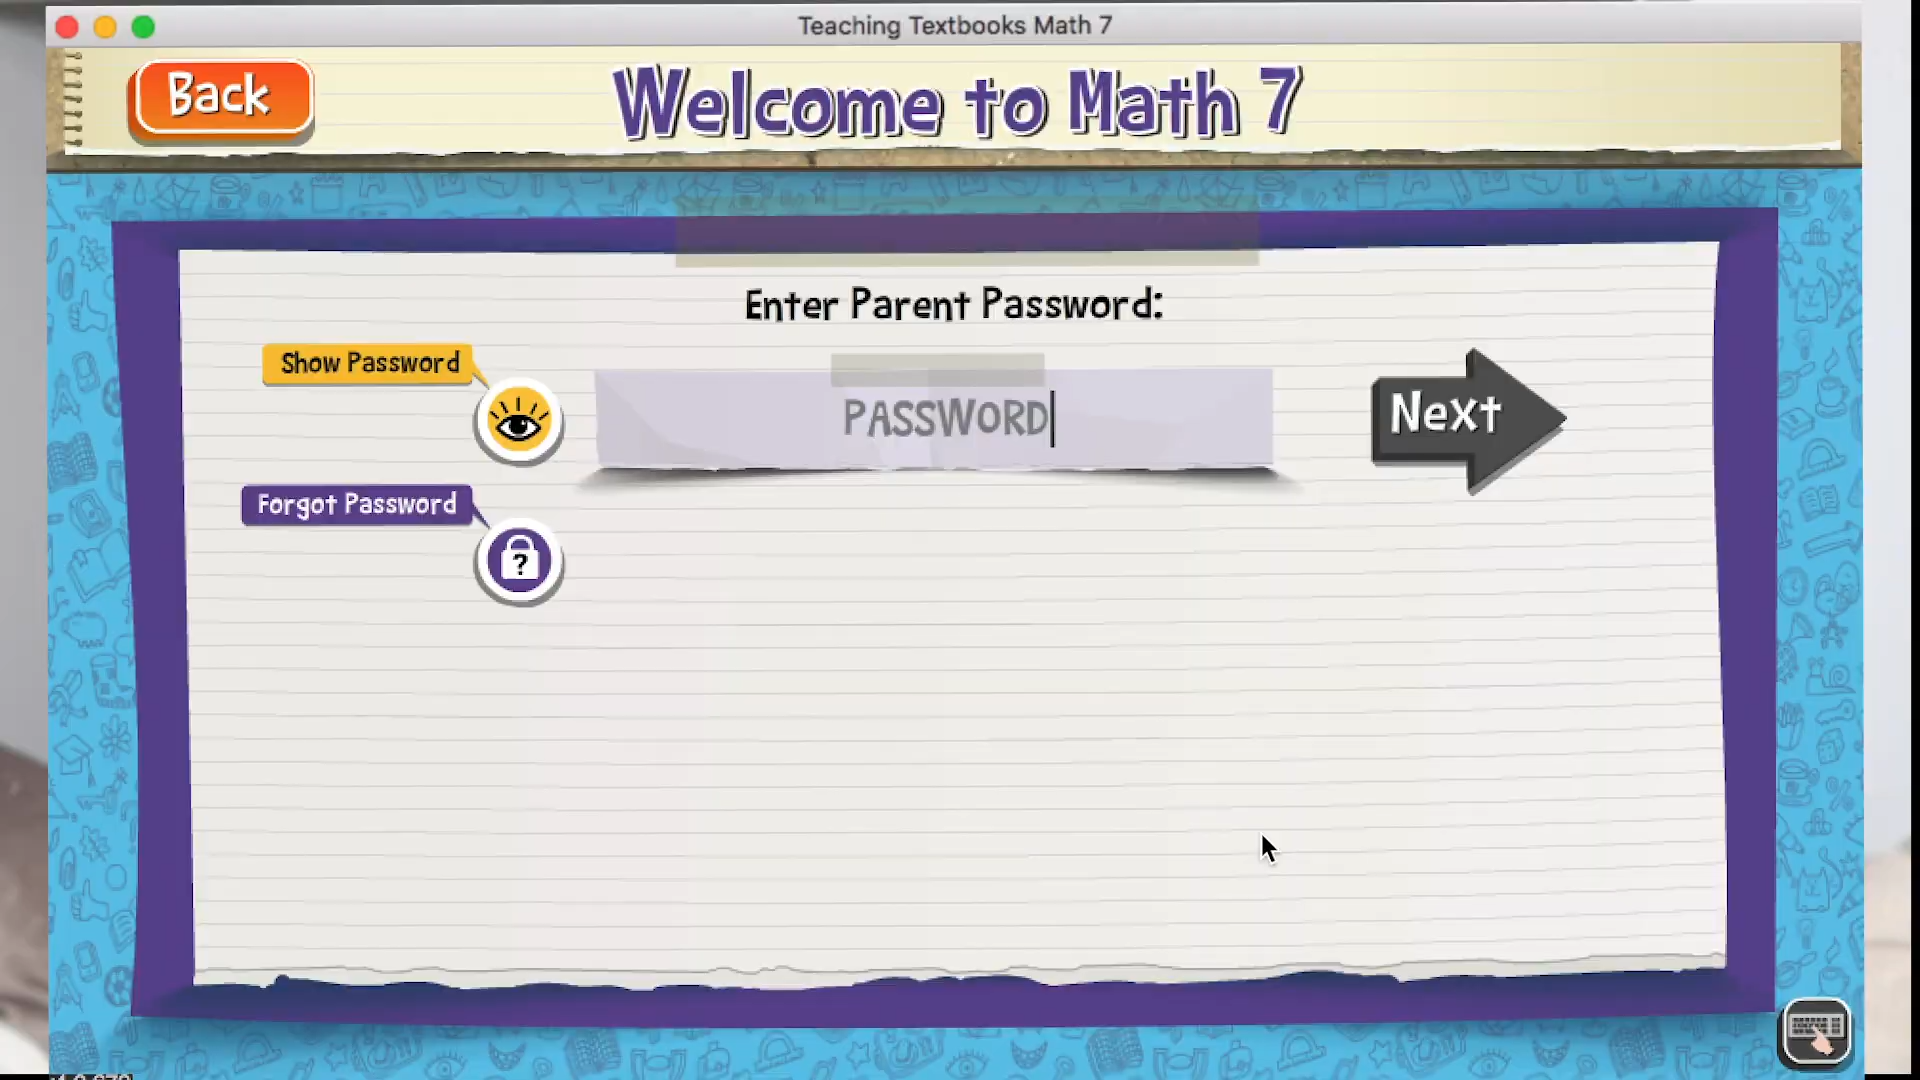 Teaching Textbooks Math 7
Back
Welcome to Math 7
Enter Parent Password:
Show Password
PASSWORD
Next
Forgot Password
?